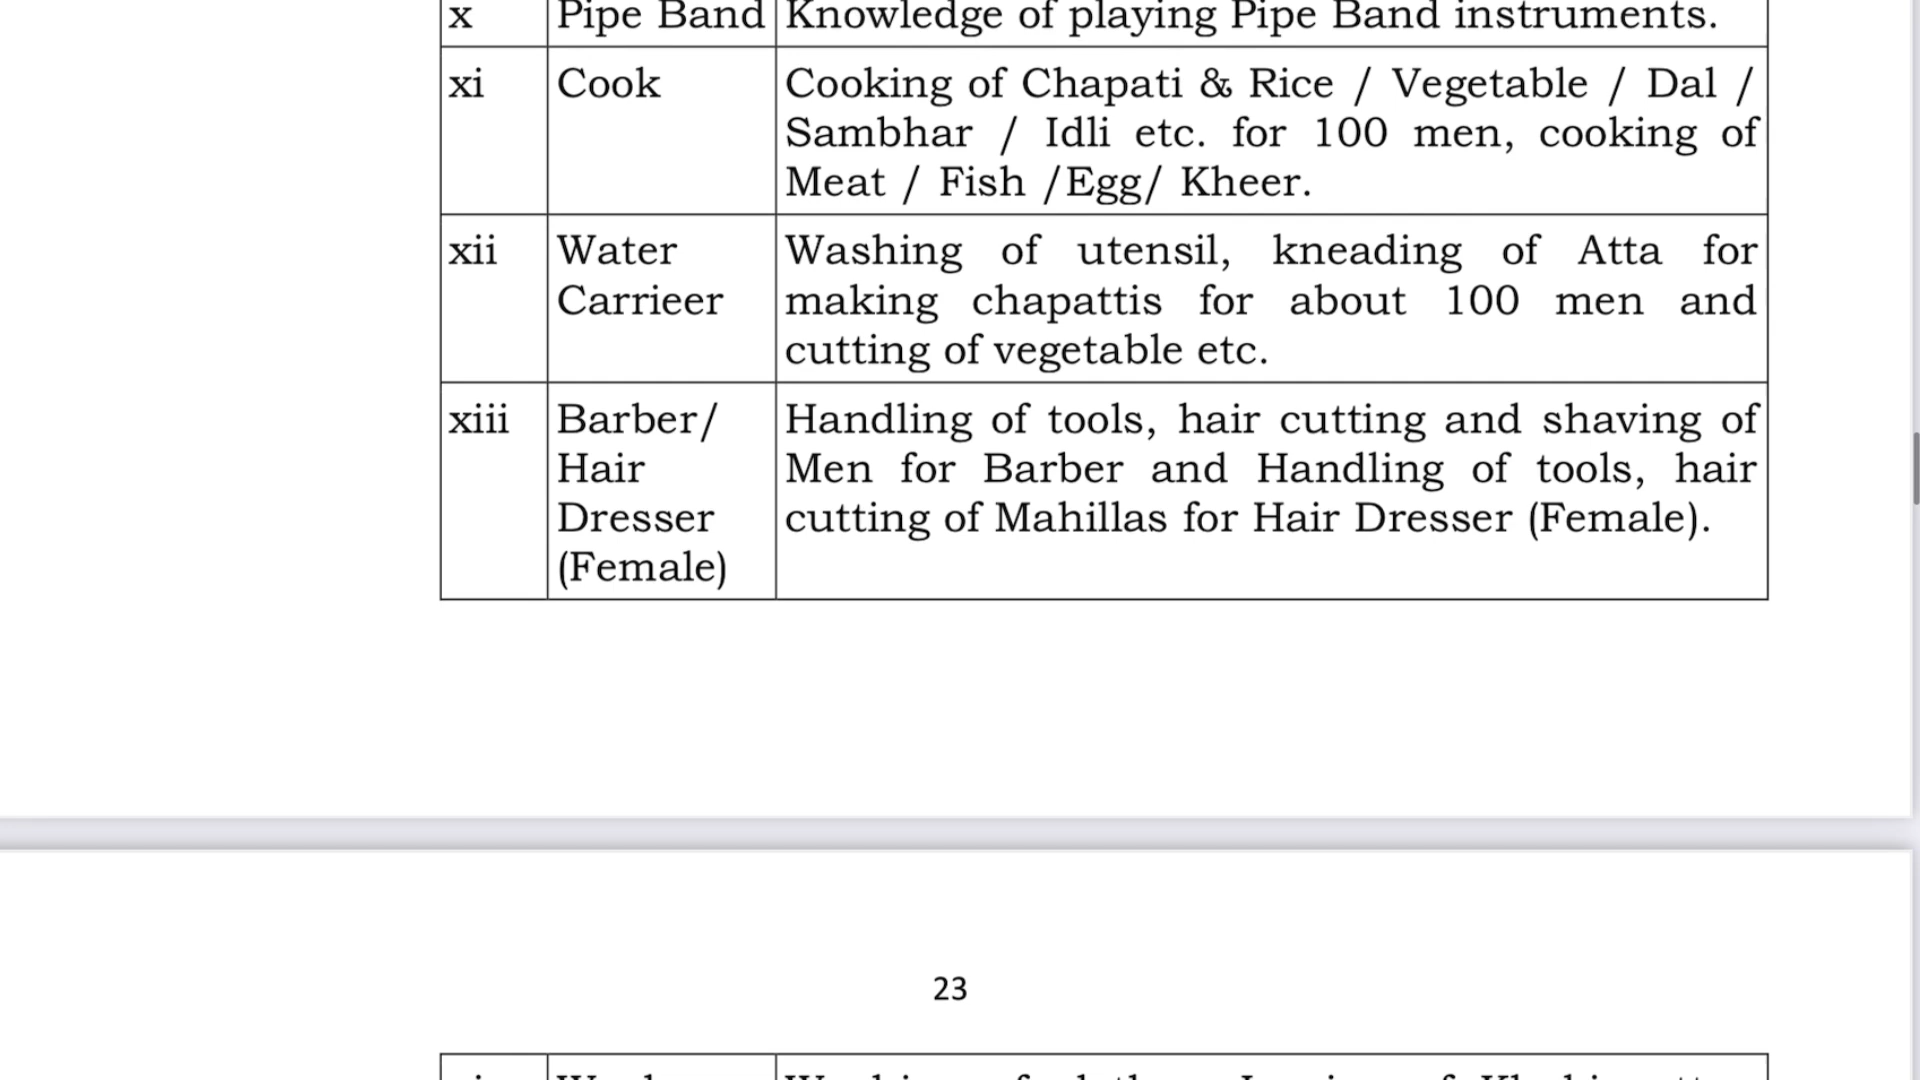 x Pipe Band Knowledge of playing Pipe Band instruments.
xi Cook Cooking of Chapati & Rice / Vegetable / Dal /
Sambhar / Idli etc. for 100 men, cooking of
Meat / Fish /Egg/ Kheer.
xii Water Washing of utensil, kneading of Atta for
Carrieer making chapattis for about 100 men and
cutting of vegetable etc.
xiii Barber/ Handling of tools, hair cutting and shaving of
Hair Men for Barber and Handling of tools, hair
Dresser cutting of Mahillas for Hair Dresser (Female).
(Female)
23